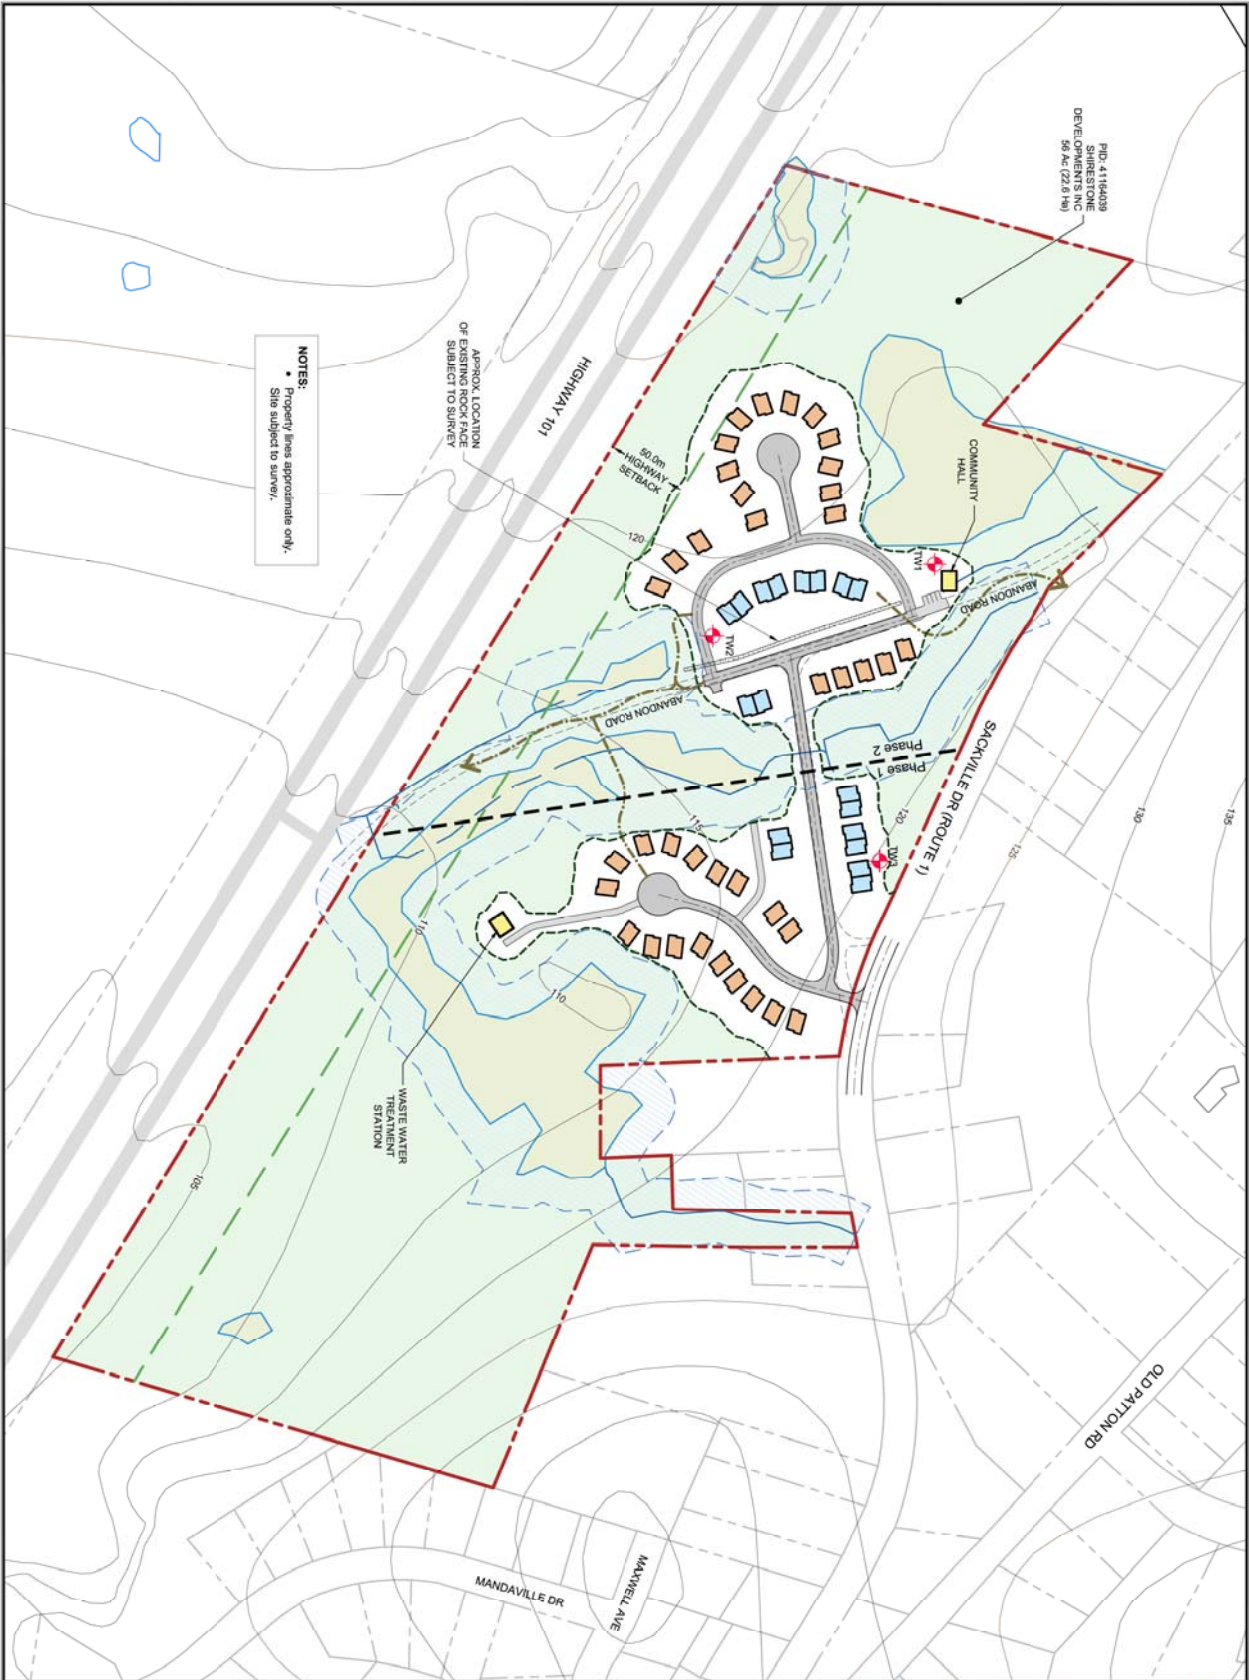 PID: 41164039
SHIRESTONE
DEVELOPMENTS INC
56 Ac (22.6 Ha)
COMMUNITY
HALL
APPROX. LOCATION
OF EXISTING ROCK FACE
SUBJECT TO SURVEY
HIGHWAY 101
NOTES:
• Property lines approximate only.
Site subject to survey.
50.0m
HIGHWAY
SETBACK
120
TW1
ABANDON ROAD
TW2
ABANDON ROAD
SACKVILLE DR (ROUTE 1)
Phase 2
Phase 1
120
TW3
125
130
135
115
110
110
WASTE WATER
TREATMENT
STATION
105
OLD PATTON RD
MAXWELL AVE
MANDAVILLE DR